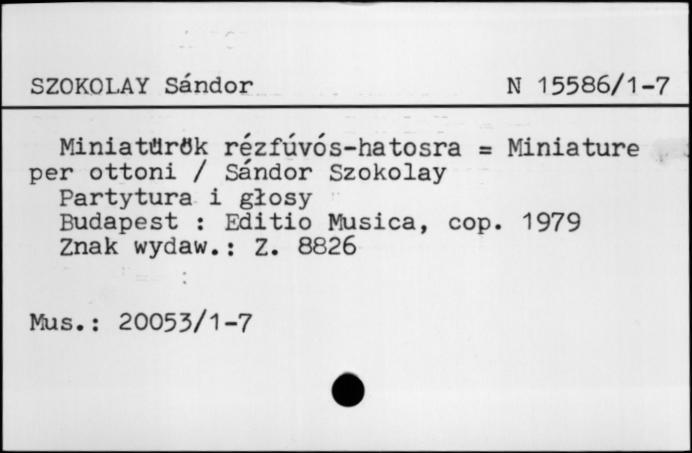 SZOKOLAY Sándor N 15586/1-7
Miniatűrök rézfúvós-hatosra = Miniature
per ottoni / Sándor Szokolay
Partytura i głosy
Budapest : Editio Musica, cop. 1979
Znak wydaw.: Z. 8826
Mus.: 20053/1-7